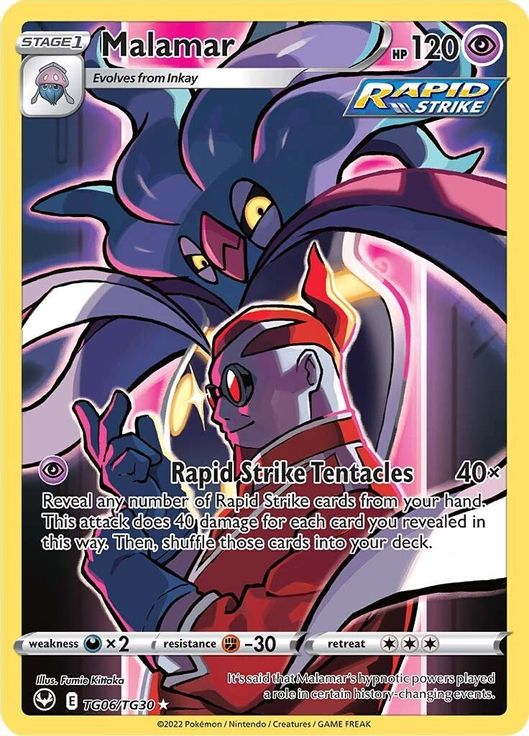 STAGE 1 Malamar HP 120
Evolves from Inkay
RAPID
STRIKE
Rapid Strike Tentacles 40×
Reveal any number of Rapid Strike cards from your hand.
This attack does 40 damage for each card you revealed in
this way. Then, shuffle those cards into your deck.
weakness ×2 resistance -30 retreat
Illus. Fumie Kittaka
It's said that Malamar's hypnotic powers played
a role in certain history-changing events.
E TG06/TG30
©2022 Pokémon / Nintendo / Creatures / GAME FREAK